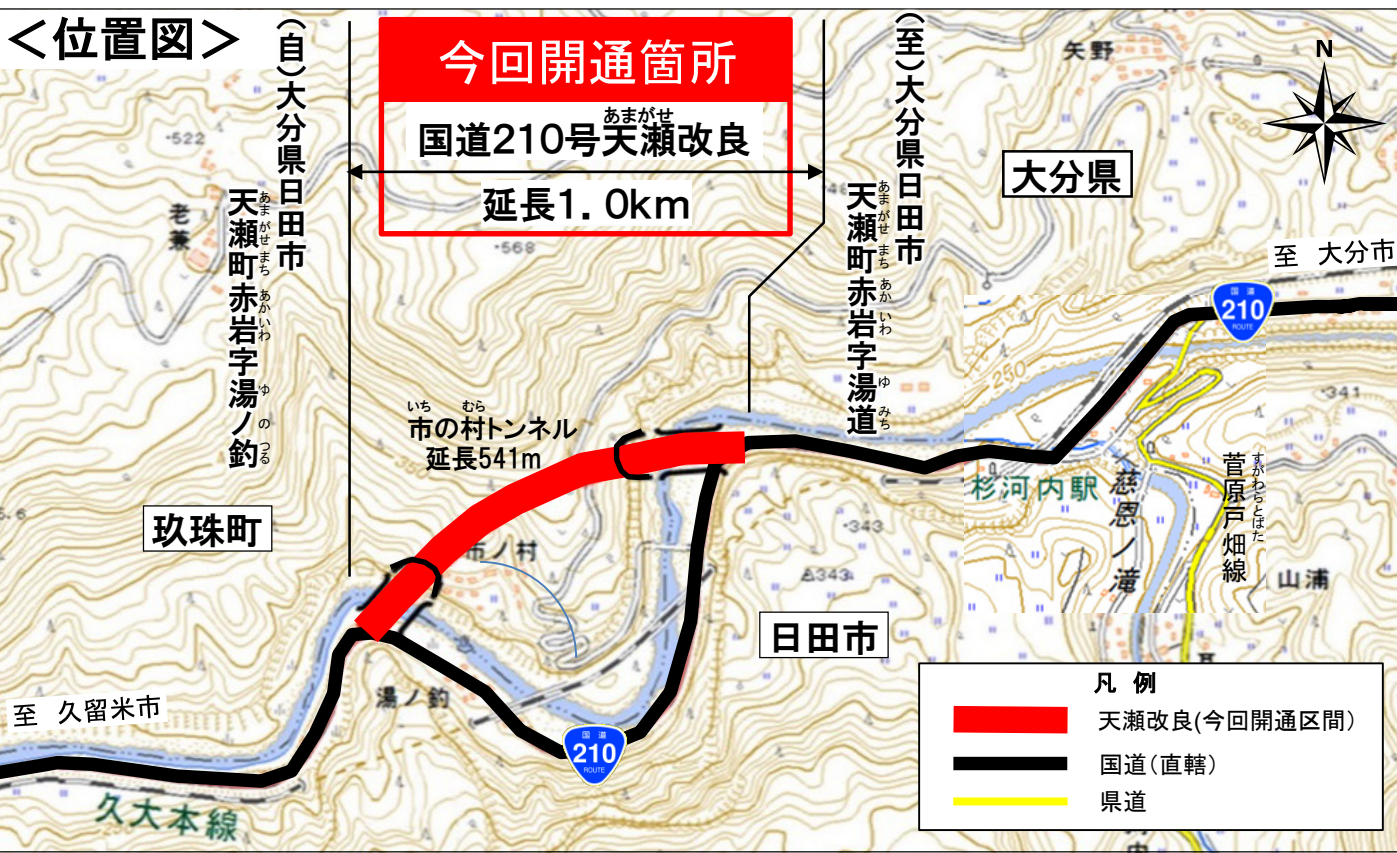 ＜位置図＞
(自)大分県日田市
あまがせまち あかいわ ゆ の つる
天瀬町赤岩字湯ノ釣
今回開通箇所
あまがせ
国道210号天瀬改良
延長1．0km
(至)大分県日田市
あまがせ まち あか いわ ゆ みち
天瀬町赤岩字湯道
矢野
N
大分県
至 大分市
国道
210
ROUTE
-522
老兼
-568
いち むら
市の村トンネル
延長541m
玖珠町
市ノ村
350
250
-341
-343
343
杉河内駅
慈恩ノ滝
すがわらとばた
菅原戸畑線
山浦
日田市
湯ノ釣
至 久留米市
国道
210
ROUTE
久大本線
凡 例
天瀬改良(今回開通区間)
国道(直轄)
県道